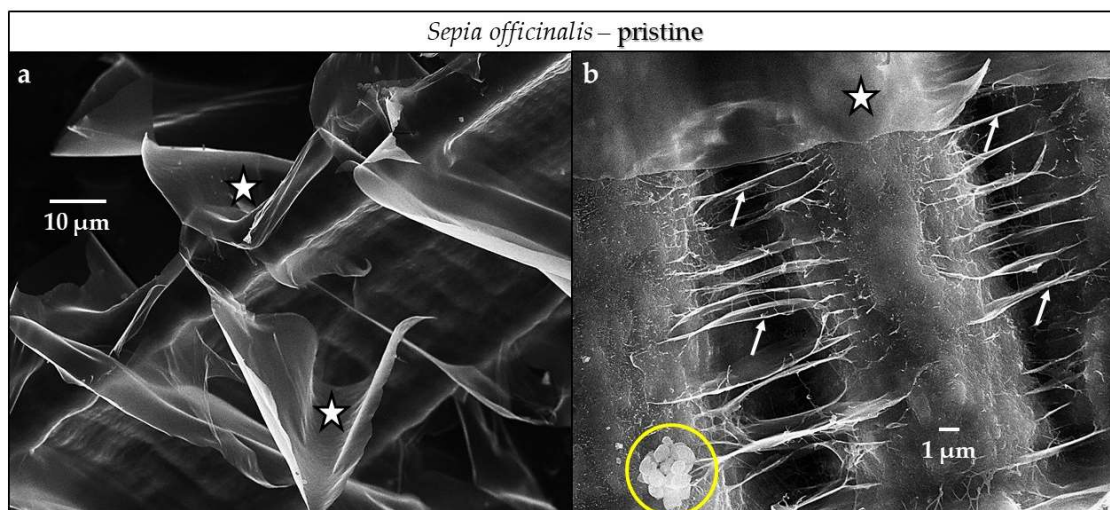 Sepia officinalis – pristine
a
b
10 µm
1 µm